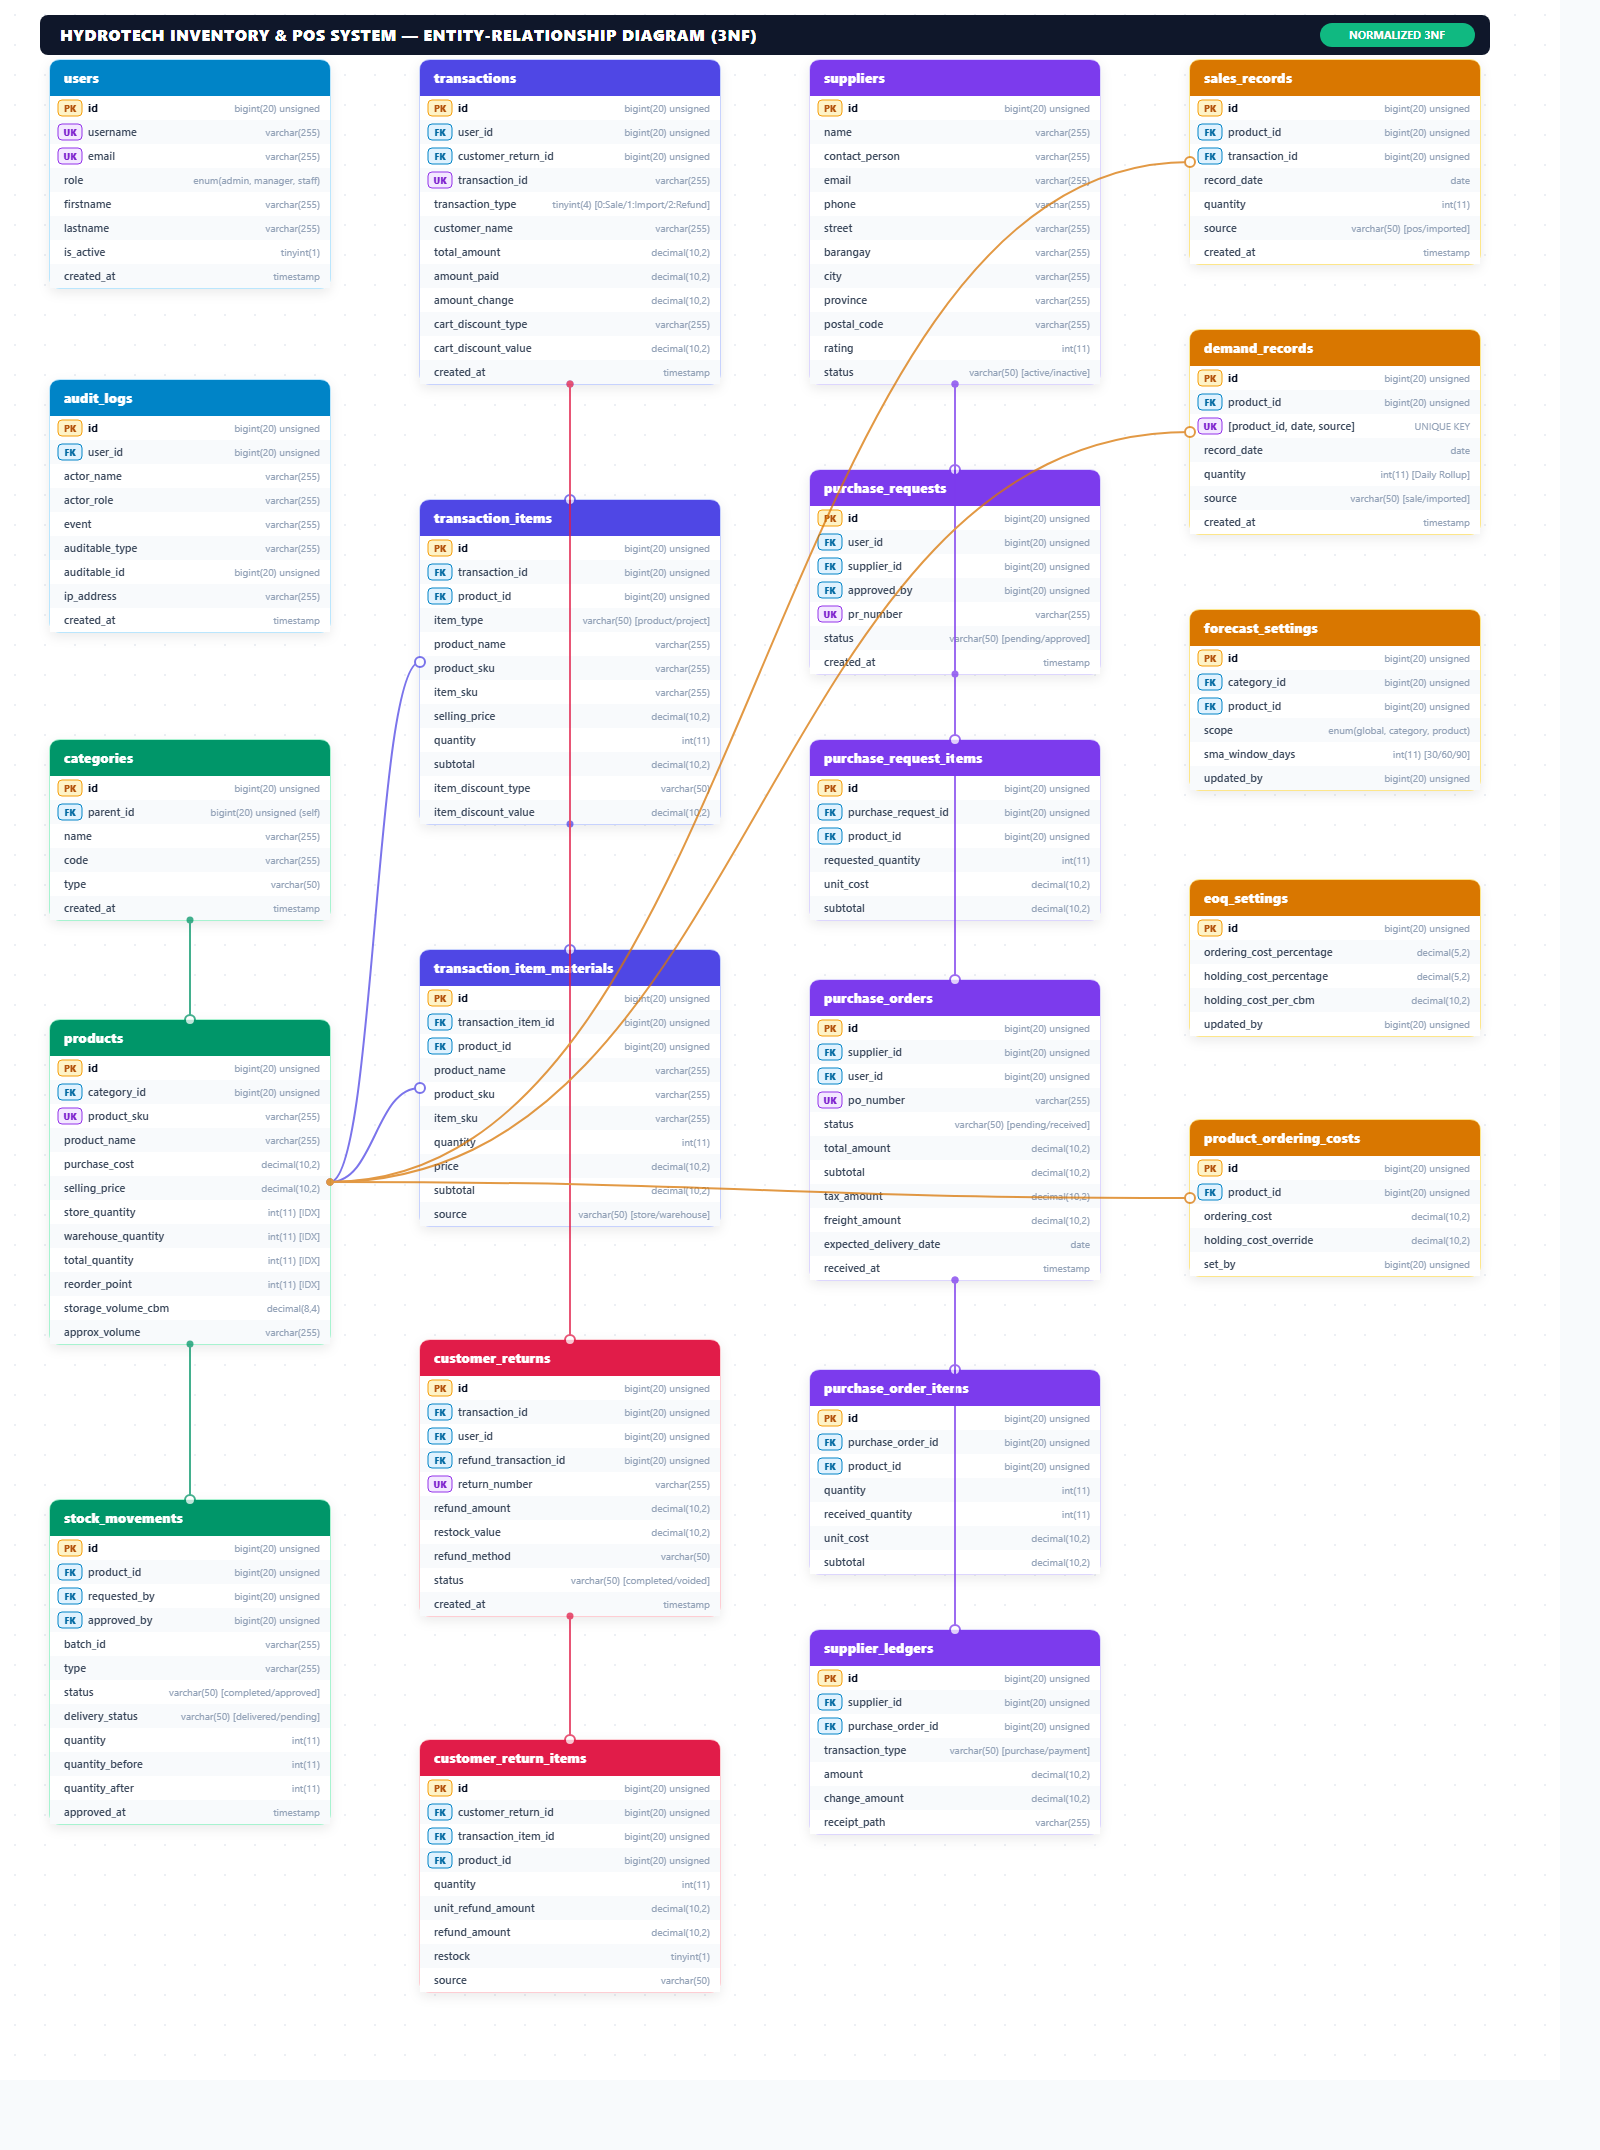 HYDROTECH INVENTORY & POS SYSTEM — ENTITY-RELATIONSHIP DIAGRAM (3NF)
NORMALIZED 3NF
users
PK id bigint(20) unsigned
UK username varchar(255)
UK email varchar(255)
role enum(admin, manager, staff)
firstname varchar(255)
lastname varchar(255)
is_active tinyint(1)
created_at timestamp
audit_logs
PK id bigint(20) unsigned
FK user_id bigint(20) unsigned
actor_name varchar(255)
actor_role varchar(255)
event varchar(255)
auditable_type varchar(255)
auditable_id bigint(20) unsigned
ip_address varchar(255)
created_at timestamp
categories
PK id bigint(20) unsigned
FK parent_id bigint(20) unsigned (self)
name varchar(255)
code varchar(255)
type varchar(50)
created_at timestamp
products
PK id bigint(20) unsigned
FK category_id bigint(20) unsigned
UK product_sku varchar(255)
product_name varchar(255)
purchase_cost decimal(10,2)
selling_price decimal(10,2)
store_quantity int(11) [IDX]
warehouse_quantity int(11) [IDX]
total_quantity int(11) [IDX]
reorder_point int(11) [IDX]
storage_volume_cbm decimal(8,4)
approx_volume varchar(255)
stock_movements
PK id bigint(20) unsigned
FK product_id bigint(20) unsigned
FK requested_by bigint(20) unsigned
FK approved_by bigint(20) unsigned
batch_id varchar(255)
type varchar(255)
status varchar(50) [completed/approved]
delivery_status varchar(50) [delivered/pending]
quantity int(11)
quantity_before int(11)
quantity_after int(11)
approved_at timestamp
transactions
PK id bigint(20) unsigned
FK user_id bigint(20) unsigned
FK customer_return_id bigint(20) unsigned
UK transaction_id varchar(255)
transaction_type tinyint(4) [0:Sale/1:Import/2:Refund]
customer_name varchar(255)
total_amount decimal(10,2)
amount_paid decimal(10,2)
amount_change decimal(10,2)
cart_discount_type varchar(255)
cart_discount_value decimal(10,2)
created_at timestamp
transaction_items
PK id bigint(20) unsigned
FK transaction_id bigint(20) unsigned
FK product_id bigint(20) unsigned
item_type varchar(50) [product/project]
product_name varchar(255)
product_sku varchar(255)
item_sku varchar(255)
selling_price decimal(10,2)
quantity int(11)
subtotal decimal(10,2)
item_discount_type varchar(50)
item_discount_value decimal(10,2)
transaction_item_materials
PK id bigint(20) unsigned
FK transaction_item_id bigint(20) unsigned
FK product_id bigint(20) unsigned
product_name varchar(255)
product_sku varchar(255)
item_sku varchar(255)
quantity int(11)
price decimal(10,2)
subtotal decimal(10,2)
source varchar(50) [store/warehouse]
customer_returns
PK id bigint(20) unsigned
FK transaction_id bigint(20) unsigned
FK user_id bigint(20) unsigned
FK refund_transaction_id bigint(20) unsigned
UK return_number varchar(255)
refund_amount decimal(10,2)
restock_value decimal(10,2)
refund_method varchar(50)
status varchar(50) [completed/voided]
created_at timestamp
customer_return_items
PK id bigint(20) unsigned
FK customer_return_id bigint(20) unsigned
FK transaction_item_id bigint(20) unsigned
FK product_id bigint(20) unsigned
quantity int(11)
unit_refund_amount decimal(10,2)
refund_amount decimal(10,2)
restock tinyint(1)
source varchar(50)
suppliers
PK id bigint(20) unsigned
name varchar(255)
contact_person varchar(255)
email varchar(255)
phone varchar(255)
street varchar(255)
barangay varchar(255)
city varchar(255)
province varchar(255)
postal_code varchar(255)
rating int(11)
status varchar(50) [active/inactive]
purchase_requests
PK id bigint(20) unsigned
FK user_id bigint(20) unsigned
FK supplier_id bigint(20) unsigned
FK approved_by bigint(20) unsigned
UK pr_number varchar(255)
status varchar(50) [pending/approved]
created_at timestamp
purchase_request_items
PK id bigint(20) unsigned
FK purchase_request_id bigint(20) unsigned
FK product_id bigint(20) unsigned
requested_quantity int(11)
unit_cost decimal(10,2)
subtotal decimal(10,2)
purchase_orders
PK id bigint(20) unsigned
FK supplier_id bigint(20) unsigned
FK user_id bigint(20) unsigned
UK po_number varchar(255)
status varchar(50) [pending/received]
total_amount decimal(10,2)
subtotal decimal(10,2)
tax_amount decimal(10,2)
freight_amount decimal(10,2)
expected_delivery_date date
received_at timestamp
purchase_order_items
PK id bigint(20) unsigned
FK purchase_order_id bigint(20) unsigned
FK product_id bigint(20) unsigned
quantity int(11)
received_quantity int(11)
unit_cost decimal(10,2)
subtotal decimal(10,2)
supplier_ledgers
PK id bigint(20) unsigned
FK supplier_id bigint(20) unsigned
FK purchase_order_id bigint(20) unsigned
transaction_type varchar(50) [purchase/payment]
amount decimal(10,2)
change_amount decimal(10,2)
receipt_path varchar(255)
sales_records
PK id bigint(20) unsigned
FK product_id bigint(20) unsigned
FK transaction_id bigint(20) unsigned
record_date date
quantity int(11)
source varchar(50) [pos/imported]
created_at timestamp
demand_records
PK id bigint(20) unsigned
FK product_id bigint(20) unsigned
UK [product_id, date, source] UNIQUE KEY
record_date date
quantity int(11) [Daily Rollup]
source varchar(50) [sale/imported]
created_at timestamp
forecast_settings
PK id bigint(20) unsigned
FK category_id bigint(20) unsigned
FK product_id bigint(20) unsigned
scope enum(global, category, product)
sma_window_days int(11) [30/60/90]
updated_by bigint(20) unsigned
eoq_settings
PK id bigint(20) unsigned
ordering_cost_percentage decimal(5,2)
holding_cost_percentage decimal(5,2)
holding_cost_per_cbm decimal(10,2)
updated_by bigint(20) unsigned
product_ordering_costs
PK id bigint(20) unsigned
FK product_id bigint(20) unsigned
ordering_cost decimal(10,2)
holding_cost_override decimal(10,2)
set_by bigint(20) unsigned